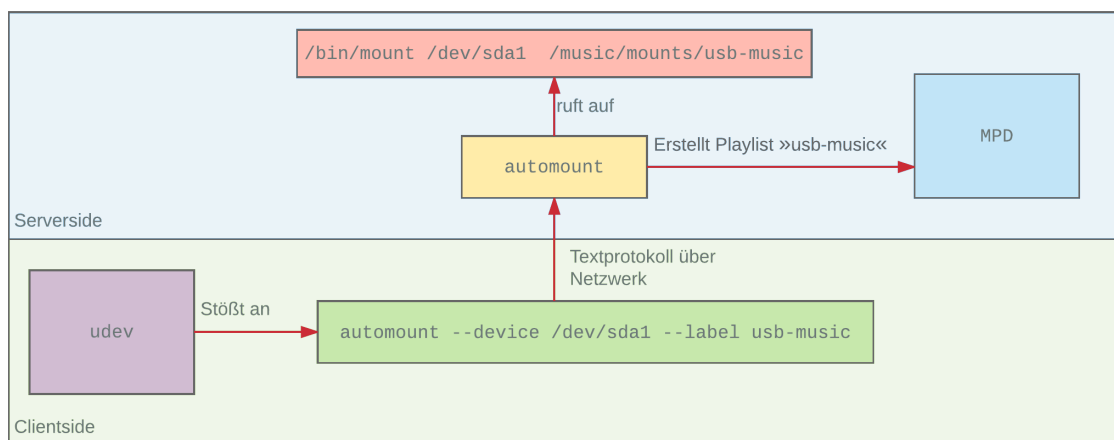 /bin/mount /dev/sda1  /music/mounts/usb-music
ruft auf
automount
Erstellt Playlist »usb-music«
MPD
Serverside
Textprotokoll über
Netzwerk
udev
Stößt an
automount --device /dev/sda1 --label usb-music
Clientside